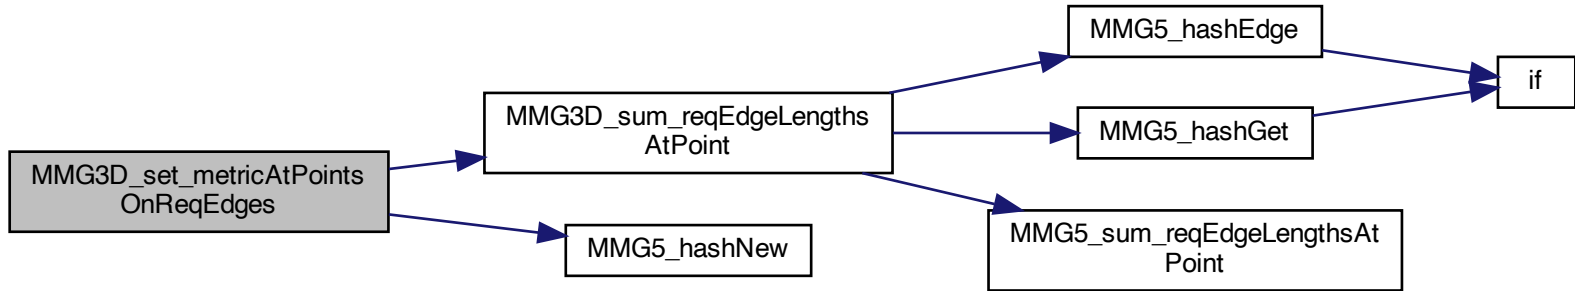 MMG3D_set_metricAtPoints
OnReqEdges
MMG3D_sum_reqEdgeLengths
AtPoint
MMG5_hashNew
MMG5_hashEdge
MMG5_hashGet
MMG5_sum_reqEdgeLengthsAt
Point
if